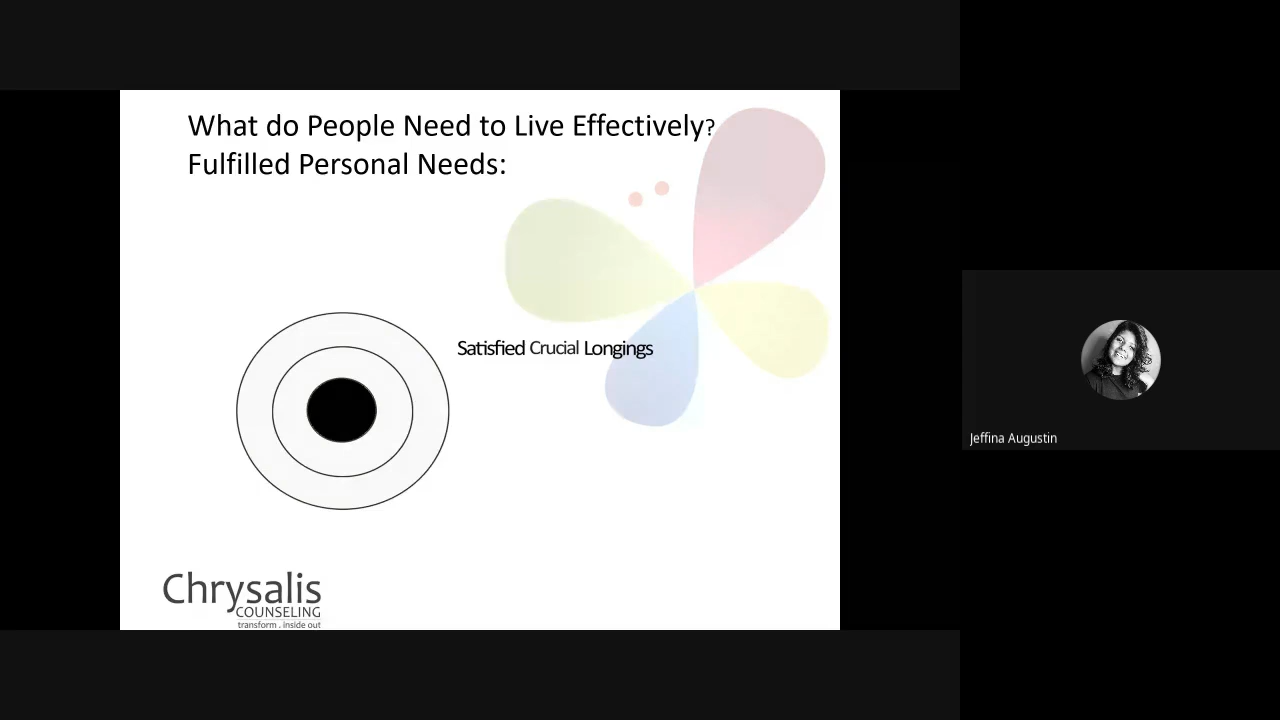 What do People Need to Live Effectively?
Fulfilled Personal Needs:
Satisfied Crucial Longings
Chrysalis
COUNSELING
transform . inside out
Jeffina Augustin